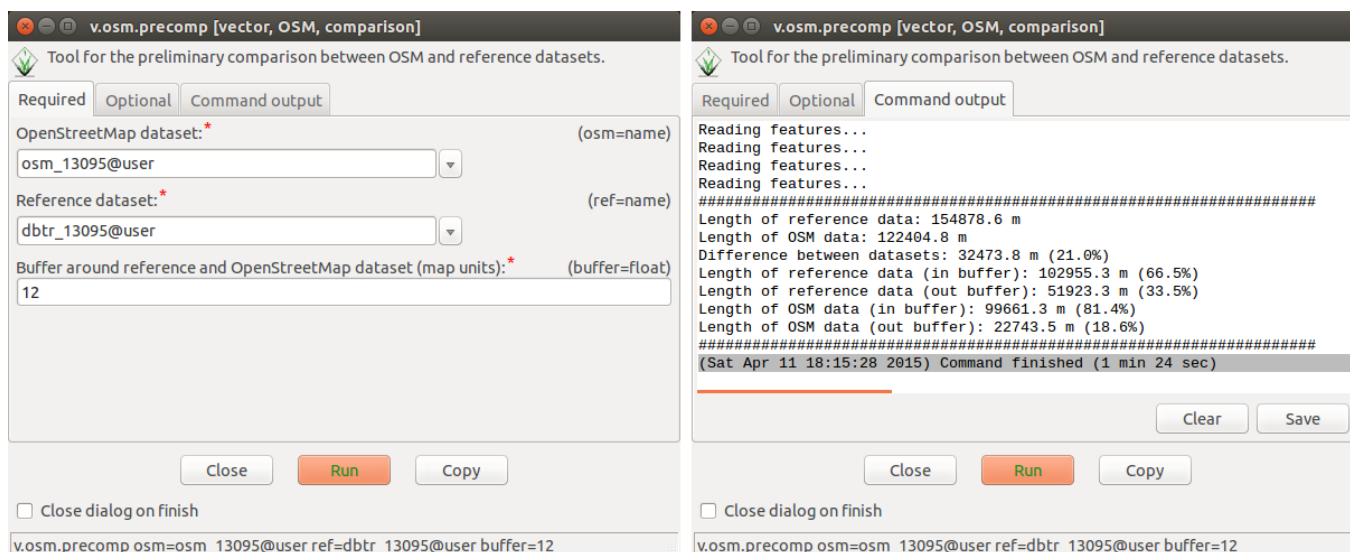 v.osm.precomp [vector, OSM, comparison]
Tool for the preliminary comparison between OSM and reference datasets.
Required Optional Command output
OpenStreetMap dataset:* (osm=name)
osm_13095@user
Reference dataset:* (ref=name)
dbtr_13095@user
Buffer around reference and OpenStreetMap dataset (map units):* (buffer=float)
12
Close Run Copy
Close dialog on finish
v.osm.precomp osm=osm_13095@user ref=dbtr_13095@user buffer=12
v.osm.precomp [vector, OSM, comparison]
Tool for the preliminary comparison between OSM and reference datasets.
Required Optional Command output
Reading features...
Reading features...
Reading features...
Reading features...
#####################################################################
Length of reference data: 154878.6 m
Length of OSM data: 122404.8 m
Difference between datasets: 32473.8 m (21.0%)
Length of reference data (in buffer): 102955.3 m (66.5%)
Length of reference data (out buffer): 51923.3 m (33.5%)
Length of OSM data (in buffer): 99661.3 m (81.4%)
Length of OSM data (out buffer): 22743.5 m (18.6%)
#####################################################################
(Sat Apr 11 18:15:28 2015) Command finished (1 min 24 sec)
Clear Save
Close Run Copy
Close dialog on finish
v.osm.precomp osm=osm_13095@user ref=dbtr_13095@user buffer=12